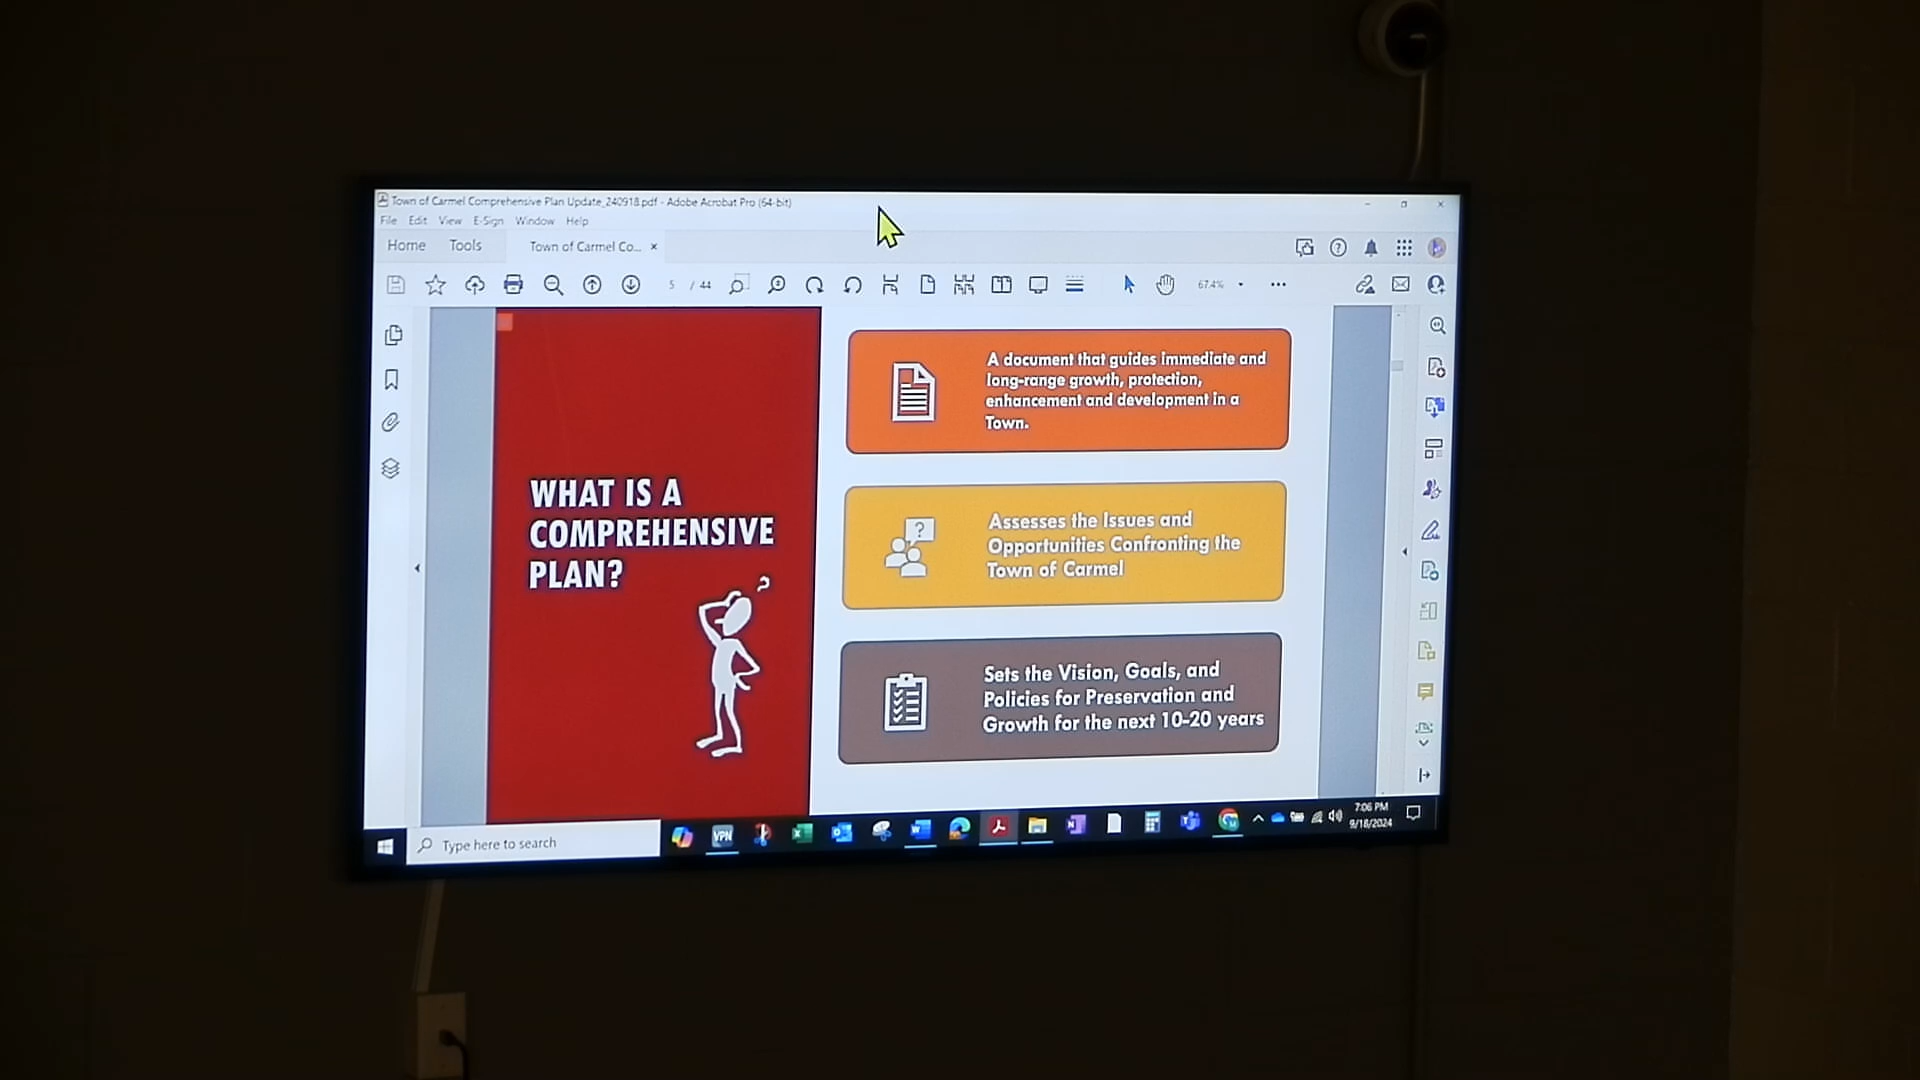 Town of Carmel Comprehensive Plan Update_240918.pdf - Adobe Acrobat Pro (64-bit)
File Edit View E-Sign Window Help
Home Tools Town of Carmel Co... ×
5 / 44 67.4%
WHAT IS A
COMPREHENSIVE
PLAN?
?
A document that guides immediate and
long-range growth, protection,
enhancement and development in a
Town.
?
Assesses the Issues and
Opportunities Confronting the
Town of Carmel
Sets the Vision, Goals, and
Policies for Preservation and
Growth for the next 10-20 years
Type here to search
VPN
7:06 PM
9/18/2024